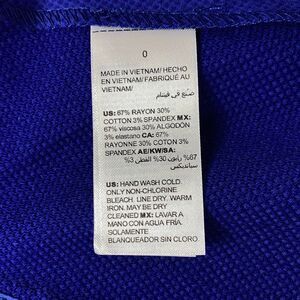 0
MADE IN VIETNAM/ HECHO
EN VIETNAM/ FABRIQUÉ AU
VIETNAM/
صنع في فيتنام
US: 67% RAYON 30%
COTTON 3% SPANDEX MX:
67% viscosa 30% ALGODÓN
3% elastano CA: 67%
RAYONNE 30% COTON 3%
SPANDEX AE/KW/SA:
67% رايون 30% القطن 3%
سبانديكس
US: HAND WASH COLD.
ONLY NON-CHLORINE
BLEACH. LINE DRY. WARM
IRON. MAY BE DRY
CLEANED MX: LAVAR A
MANO CON AGUA FRÍA.
SOLAMENTE
BLANQUEADOR SIN CLORO.